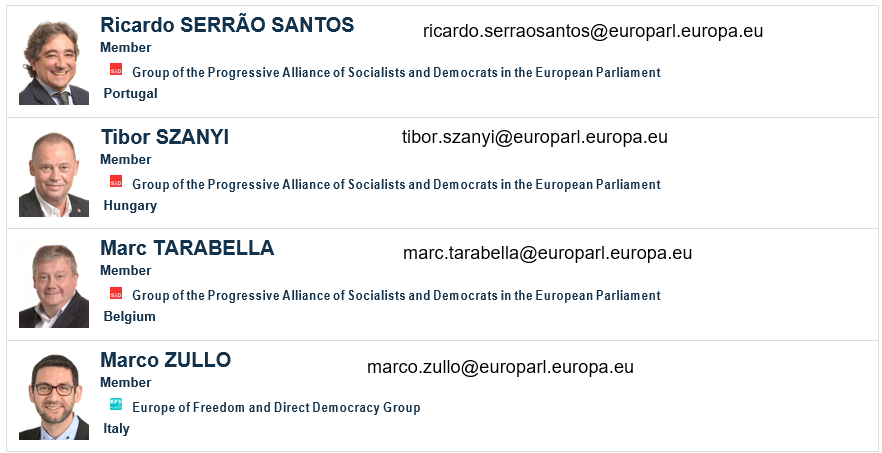 Ricardo SERRÃO SANTOS
ricardo.serraosantos@europarl.europa.eu
Member
S&D Group of the Progressive Alliance of Socialists and Democrats in the European Parliament
Portugal
Tibor SZANYI
tibor.szanyi@europarl.europa.eu
Member
S&D Group of the Progressive Alliance of Socialists and Democrats in the European Parliament
Hungary
Marc TARABELLA
marc.tarabella@europarl.europa.eu
Member
S&D Group of the Progressive Alliance of Socialists and Democrats in the European Parliament
Belgium
Marco ZULLO
marco.zullo@europarl.europa.eu
Member
Europe of Freedom and Direct Democracy Group
Italy